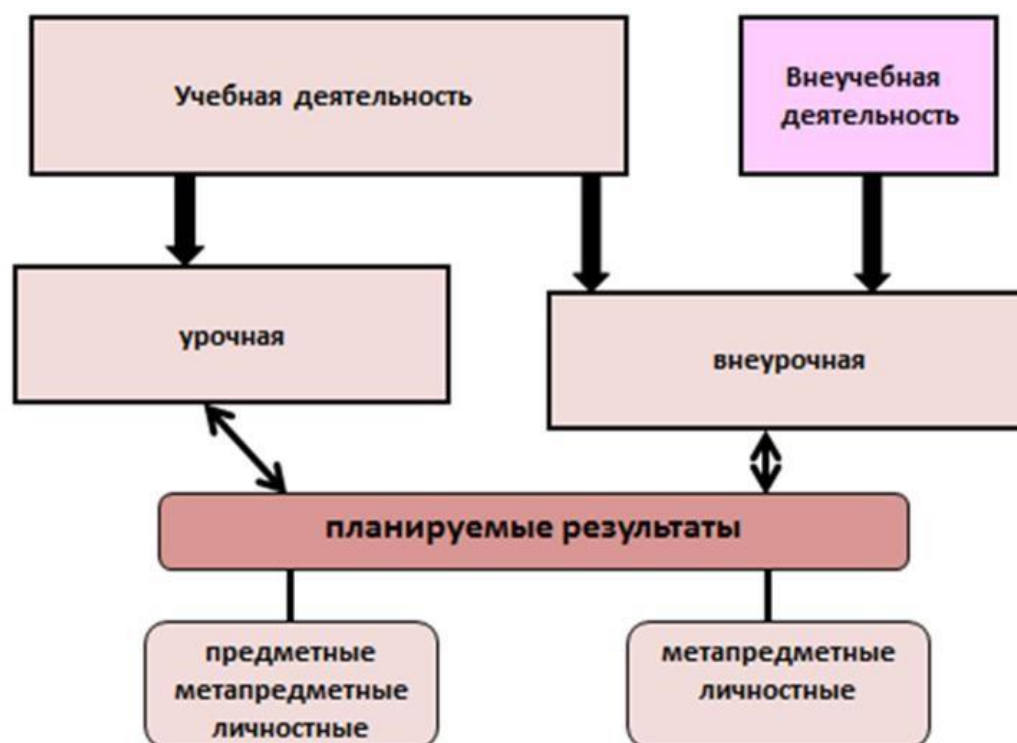 Учебная деятельность
Внеучебная
деятельность
урочная
внеурочная
планируемые результаты
предметные
метапредметные
личностные
метапредметные
личностные